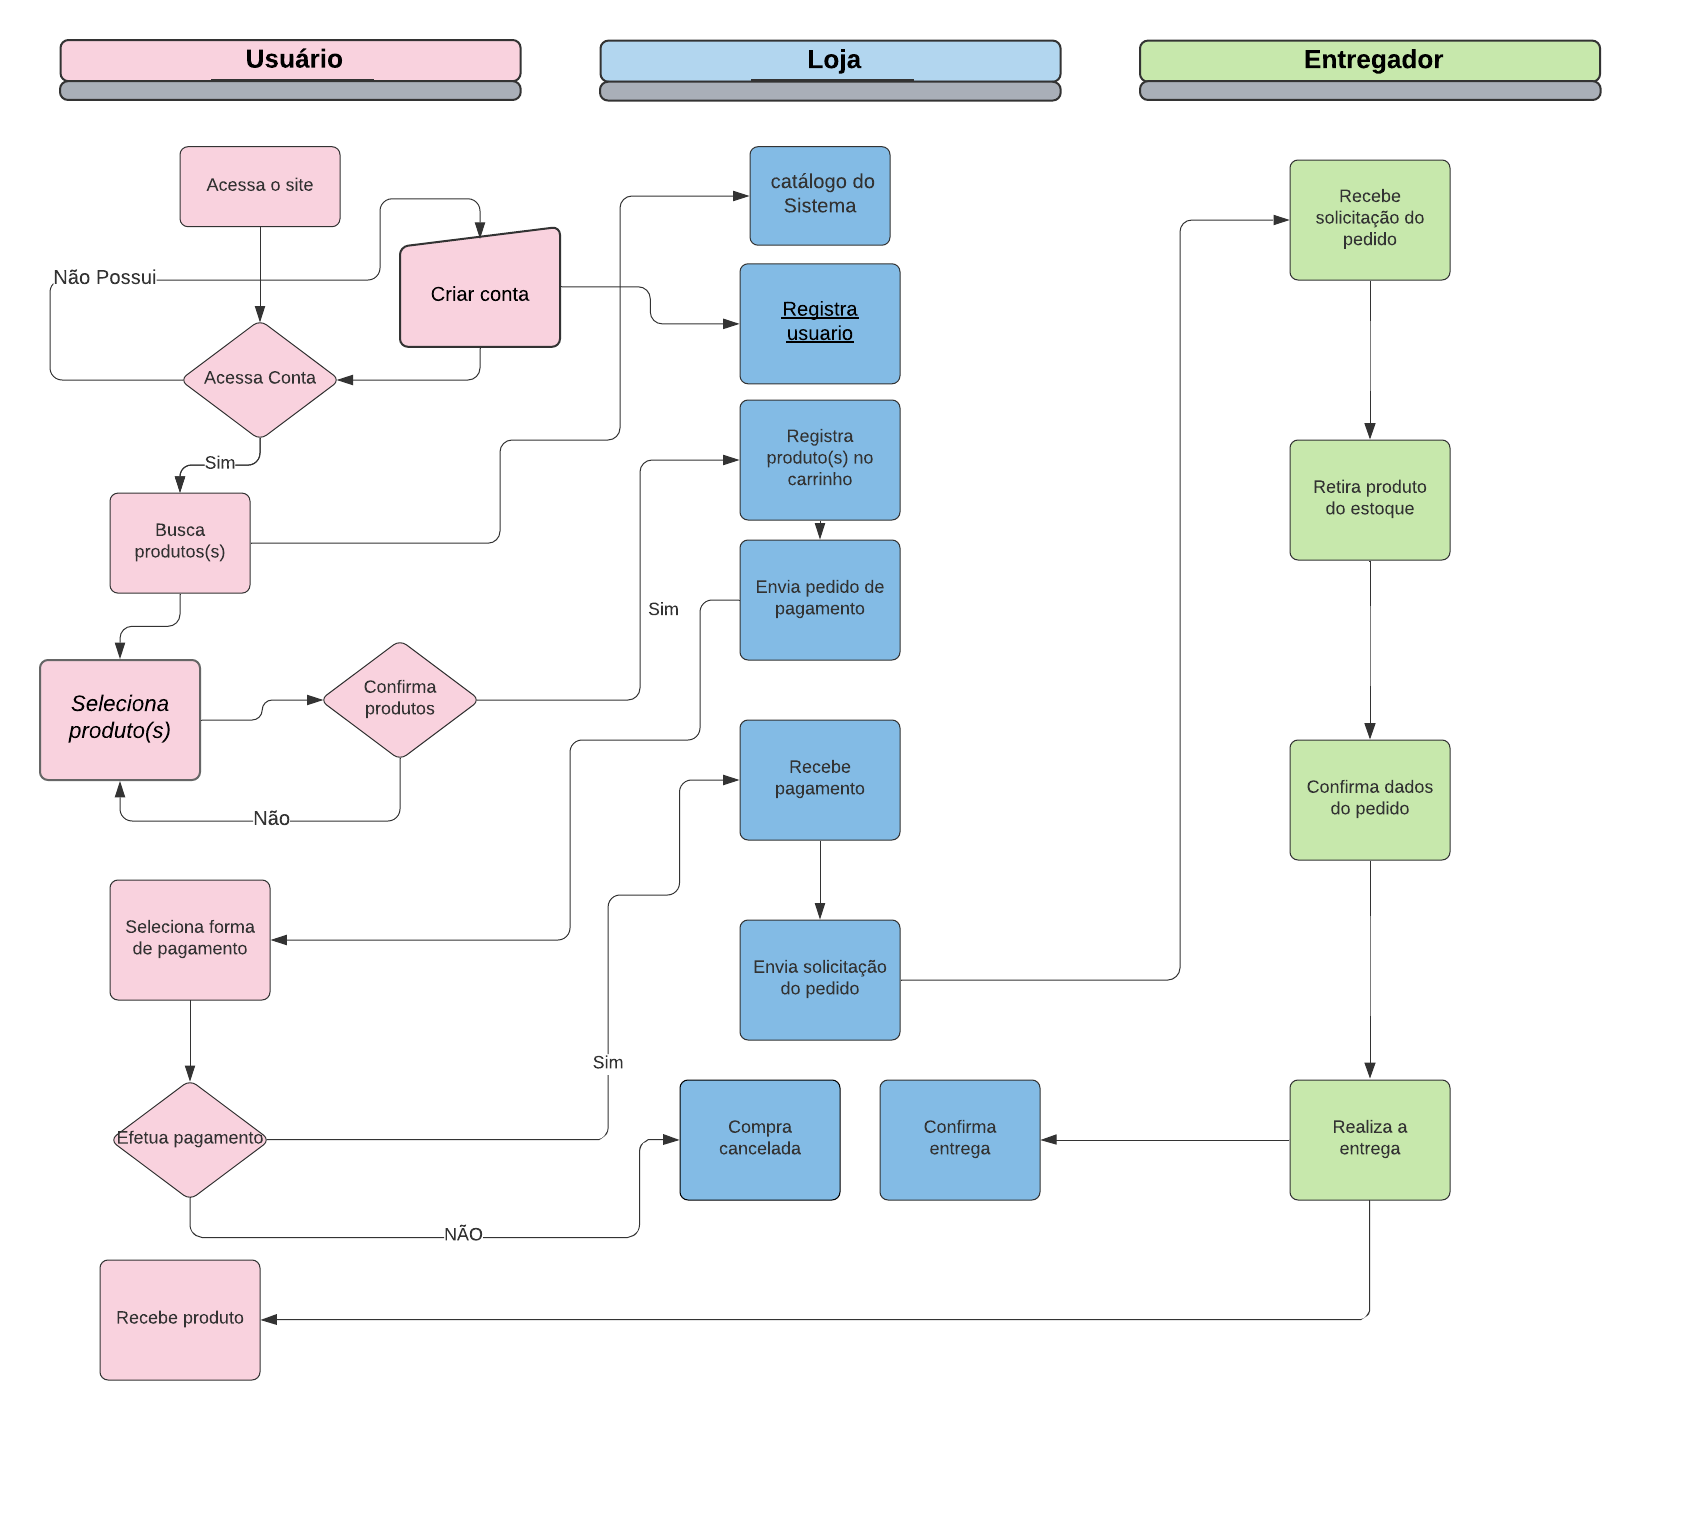 Usuário
Loja
Entregador
Acessa o site
Não Possui
Criar conta
Acessa Conta
Sim
Busca
produtos(s)
Seleciona
produto(s)
Confirma
produtos
Sim
Não
Seleciona forma
de pagamento
Efetua pagamento
Sim
NÃO
Recebe produto
catálogo do
Sistema
Registra
usuario
Registra
produto(s) no
carrinho
Envia pedido de
pagamento
Recebe
pagamento
Envia solicitação
do pedido
Compra
cancelada
Confirma
entrega
Recebe
solicitação do
pedido
Retira produto
do estoque
Confirma dados
do pedido
Realiza a
entrega